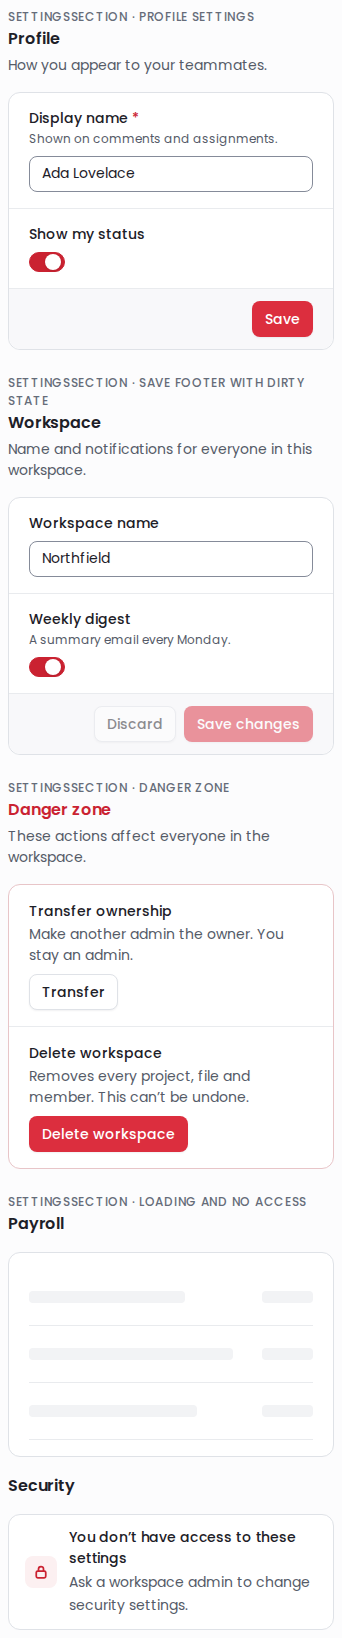 SETTINGSSECTION · PROFILE SETTINGS
Profile
How you appear to your teammates.
Display name *
Shown on comments and assignments.
Ada Lovelace
Show my status
Save
SETTINGSSECTION · SAVE FOOTER WITH DIRTY
STATE
Workspace
Name and notifications for everyone in this
workspace.
Workspace name
Northfield
Weekly digest
A summary email every Monday.
Discard
Save changes
SETTINGSSECTION · DANGER ZONE
Danger zone
These actions affect everyone in the
workspace.
Transfer ownership
Make another admin the owner. You
stay an admin.
Transfer
Delete workspace
Removes every project, file and
member. This can’t be undone.
Delete workspace
SETTINGSSECTION · LOADING AND NO ACCESS
Payroll
Security
You don’t have access to these
settings
Ask a workspace admin to change
security settings.